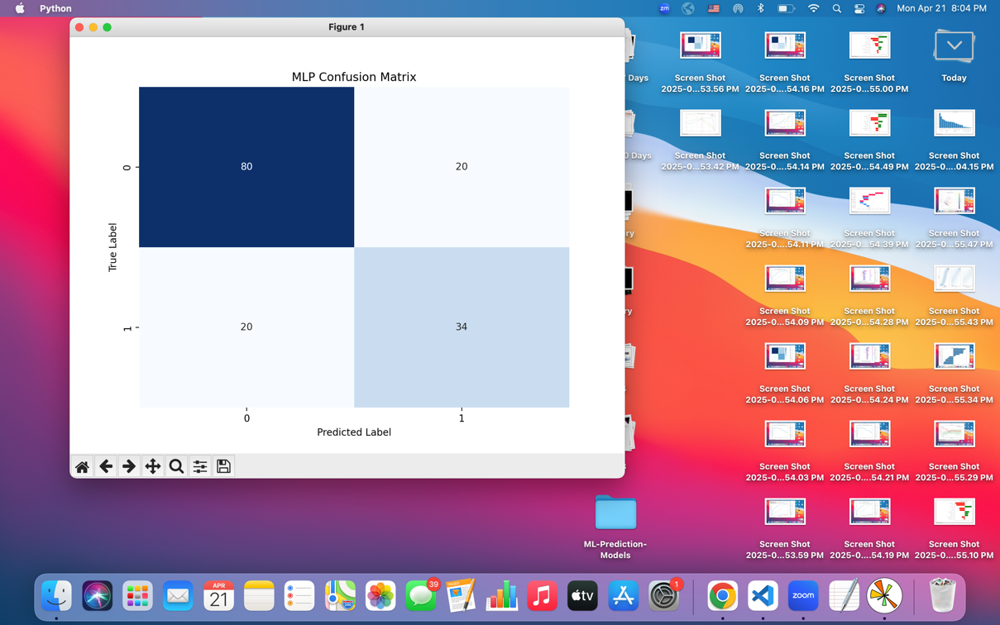 Python
zm
Mon Apr 21 8:04 PM
Figure 1
MLP Confusion Matrix
True Label
0
80
20
1
20
34
0
1
Predicted Label
Days
Screen Shot
2025-0...53.56 PM
Screen Shot
2025-0...54.16 PM
Screen Shot
2025-0...55.00 PM
Today
0 Days
Screen Shot
2025-0...53.42 PM
Screen Shot
2025-0...54.14 PM
Screen Shot
2025-0...54.49 PM
Screen Shot
2025-0....04.15 PM
ry
Screen Shot
2025-0...54.11 PM
Screen Shot
2025-0...54.39 PM
Screen Shot
2025-0...55.47 PM
ry
Screen Shot
2025-0...54.09 PM
Screen Shot
2025-0...54.28 PM
Screen Shot
2025-0...55.43 PM
Screen Shot
2025-0...54.06 PM
Screen Shot
2025-0...54.24 PM
Screen Shot
2025-0...55.34 PM
Screen Shot
2025-0...54.03 PM
Screen Shot
2025-0....54.21 PM
Screen Shot
2025-0...55.29 PM
ML-Prediction-
Models
Screen Shot
2025-0...53.59 PM
Screen Shot
2025-0...54.19 PM
Screen Shot
2025-0...55.10 PM
APR
21
280
39
tv
1
zoom